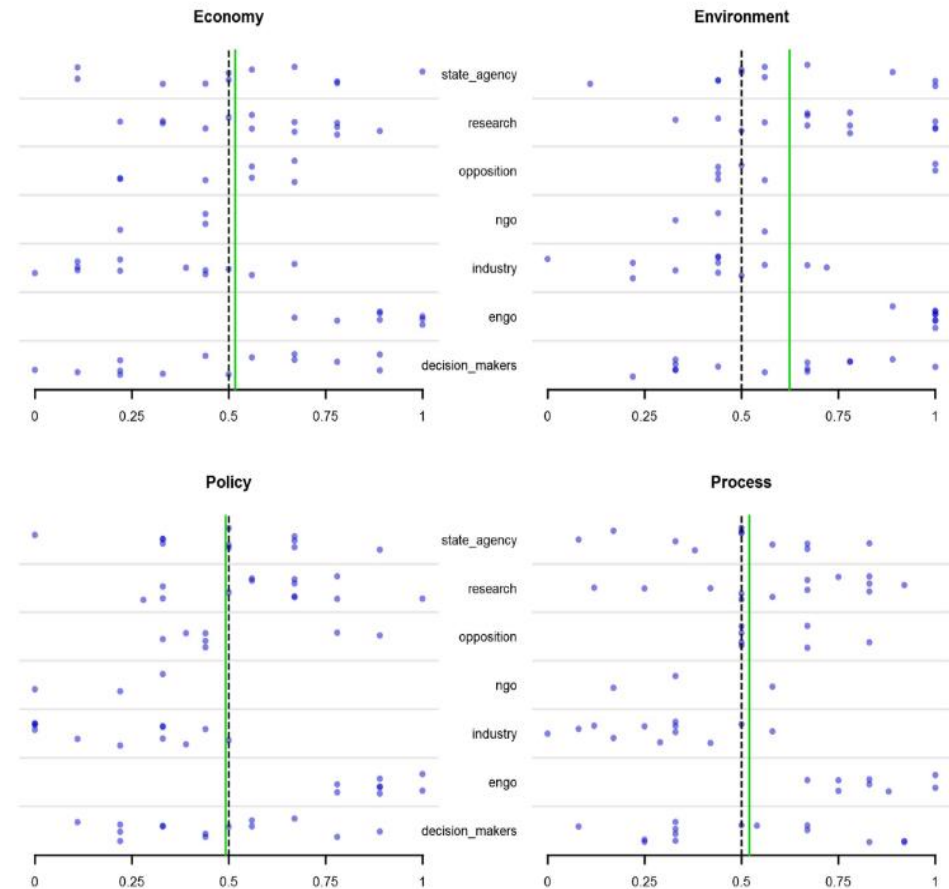 Economy Environment
state_agency
research
opposition
ngo
industry
engo
decision_makers
0 0.25 0.5 0.75 1 0 0.25 0.5 0.75 1
Policy Process
state_agency
research
opposition
ngo
industry
engo
decision_makers
0 0.25 0.5 0.75 1 0 0.25 0.5 0.75 1